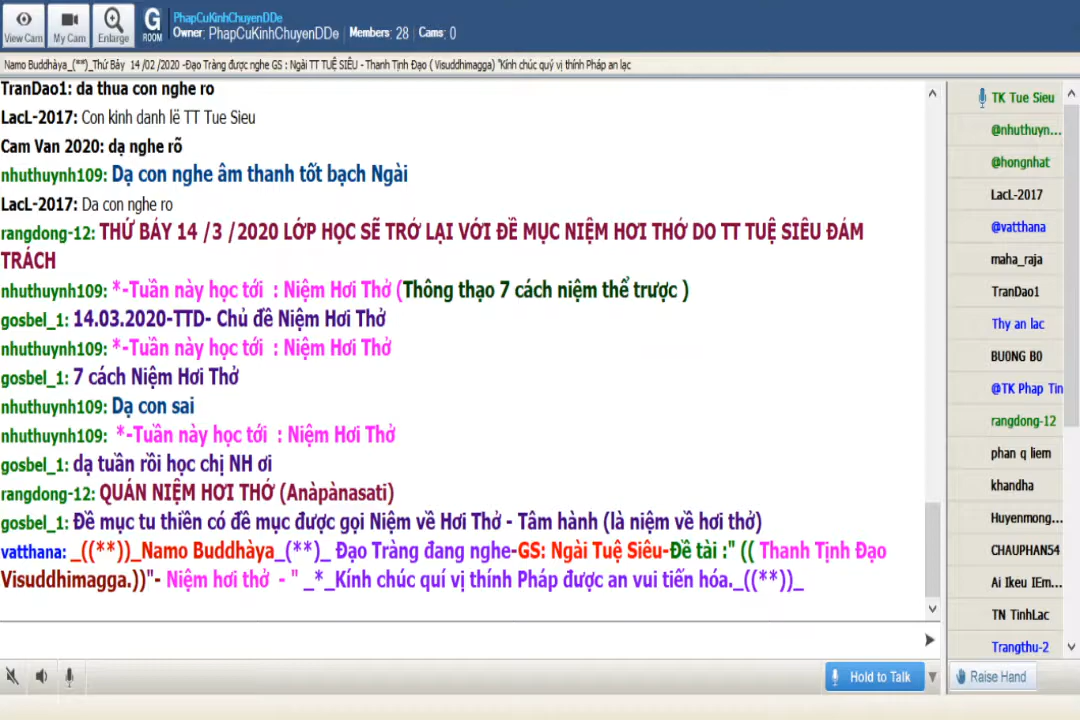 PhapCuKinhChuyenDDe
Owner: PhapCuKinhChuyenDDe Members: 28 Cams: 0
View Cam My Cam Enlarge G ROOM
Namo Buddhàya_(**)_Thứ Bảy 14 /02 /2020 -Đạo Tràng được nghe GS : Ngài TT TUỆ SIÊU - Thanh Tịnh Đạo ( Visuddhimagga) "Kính chúc quý vị thính Pháp an lạc
TranDao1: da thua con nghe ro
LacL-2017: Con kinh danh lê TT Tue Sieu
Cam Van 2020: dạ nghe rõ
nhuthuynh109: Dạ con nghe âm thanh tốt bạch Ngài
LacL-2017: Da con nghe ro
rangdong-12: THỨ BẢY 14 /3 /2020 LỚP HỌC SẼ TRỞ LẠI VỚI ĐỀ MỤC NIỆM HƠI THỞ DO TT TUỆ SIÊU ĐẢM
TRÁCH
nhuthuynh109: *-Tuần này học tới : Niệm Hơi Thở (Thông thạo 7 cách niệm thể trược )
gosbel_1: 14.03.2020-TTD- Chủ đề Niệm Hơi Thở
nhuthuynh109: *-Tuần này học tới : Niệm Hơi Thở
gosbel_1: 7 cách Niệm Hơi Thở
nhuthuynh109: Dạ con sai
nhuthuynh109: *-Tuần này học tới : Niệm Hơi Thở
gosbel_1: dạ tuần rồi học chị NH ơi
rangdong-12: QUÁN NIỆM HƠI THỞ (Anàpànasati)
gosbel_1: Đề mục tu thiền có đề mục được gọi Niệm về Hơi Thở - Tâm hành (là niệm về hơi thở)
vatthana: _((**))_Namo Buddhàya_(**)_ Đạo Tràng đang nghe-GS: Ngài Tuệ Siêu-Đề tài :" (( Thanh Tịnh Đạo
Visuddhimagga.))"- Niệm hơi thở - " _*_Kính chúc quí vị thính Pháp được an vui tiến hóa._((**))_
TK Tue Sieu
@nhuthuyn...
@hongnhat
LacL-2017
@vatthana
maha_raja
TranDao1
Thy an lac
BUONG BO
@TK Phap Tin
rangdong-12
phan q liem
khandha
Huyenmong...
CHAUPHAN54
Ai lkeu IEm...
TN TinhLac
Trangthu-2
Hold to Talk
Raise Hand